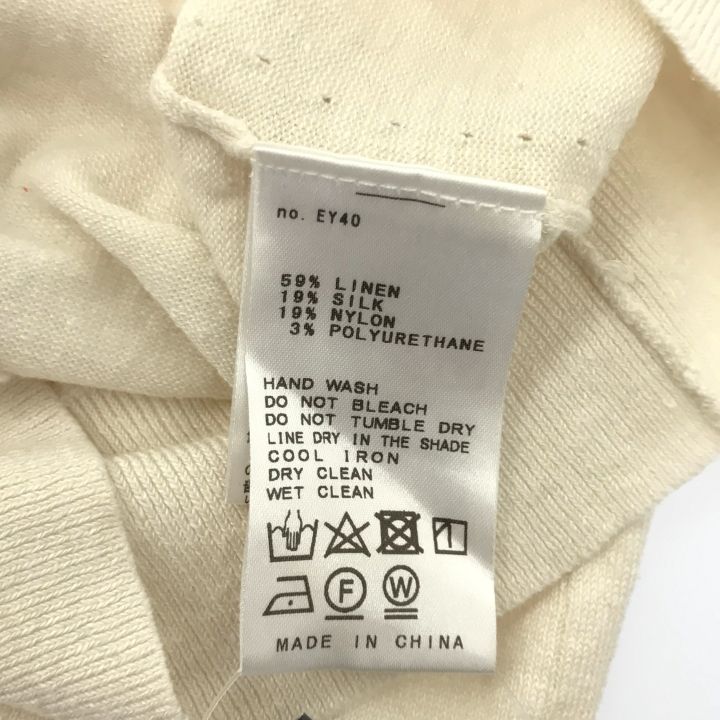 no. EY40
59% LINEN
19% SILK
19% NYLON
3% POLYURETHANE
HAND WASH
DO NOT BLEACH
DO NOT TUMBLE DRY
LINE DRY IN THE SHADE
COOL IRON
DRY CLEAN
WET CLEAN
F W
MADE IN CHINA